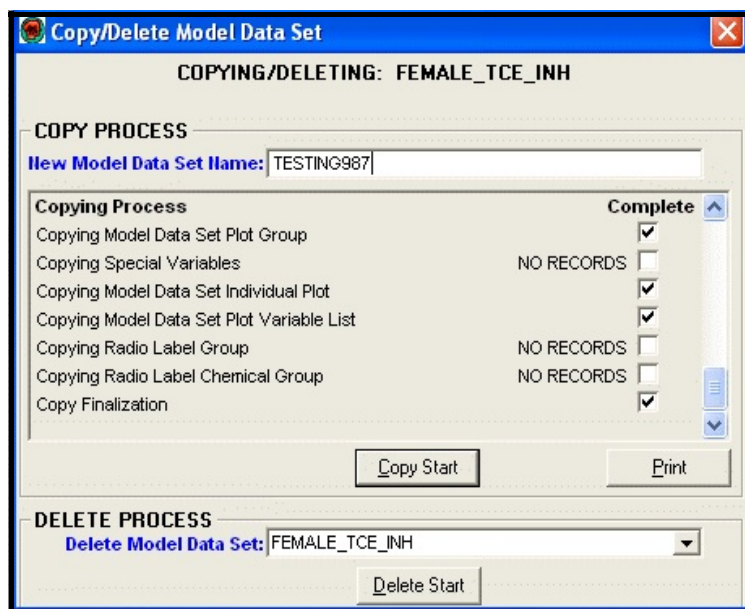 Copy/Delete Model Data Set
COPYING/DELETING: FEMALE_TCE_INH
COPY PROCESS
New Model Data Set Name: TESTING987
Copying Process Complete
Copying Model Data Set Plot Group
Copying Special Variables NO RECORDS
Copying Model Data Set Individual Plot
Copying Model Data Set Plot Variable List
Copying Radio Label Group NO RECORDS
Copying Radio Label Chemical Group NO RECORDS
Copy Finalization
Copy Start Print
DELETE PROCESS
Delete Model Data Set: FEMALE_TCE_INH
Delete Start